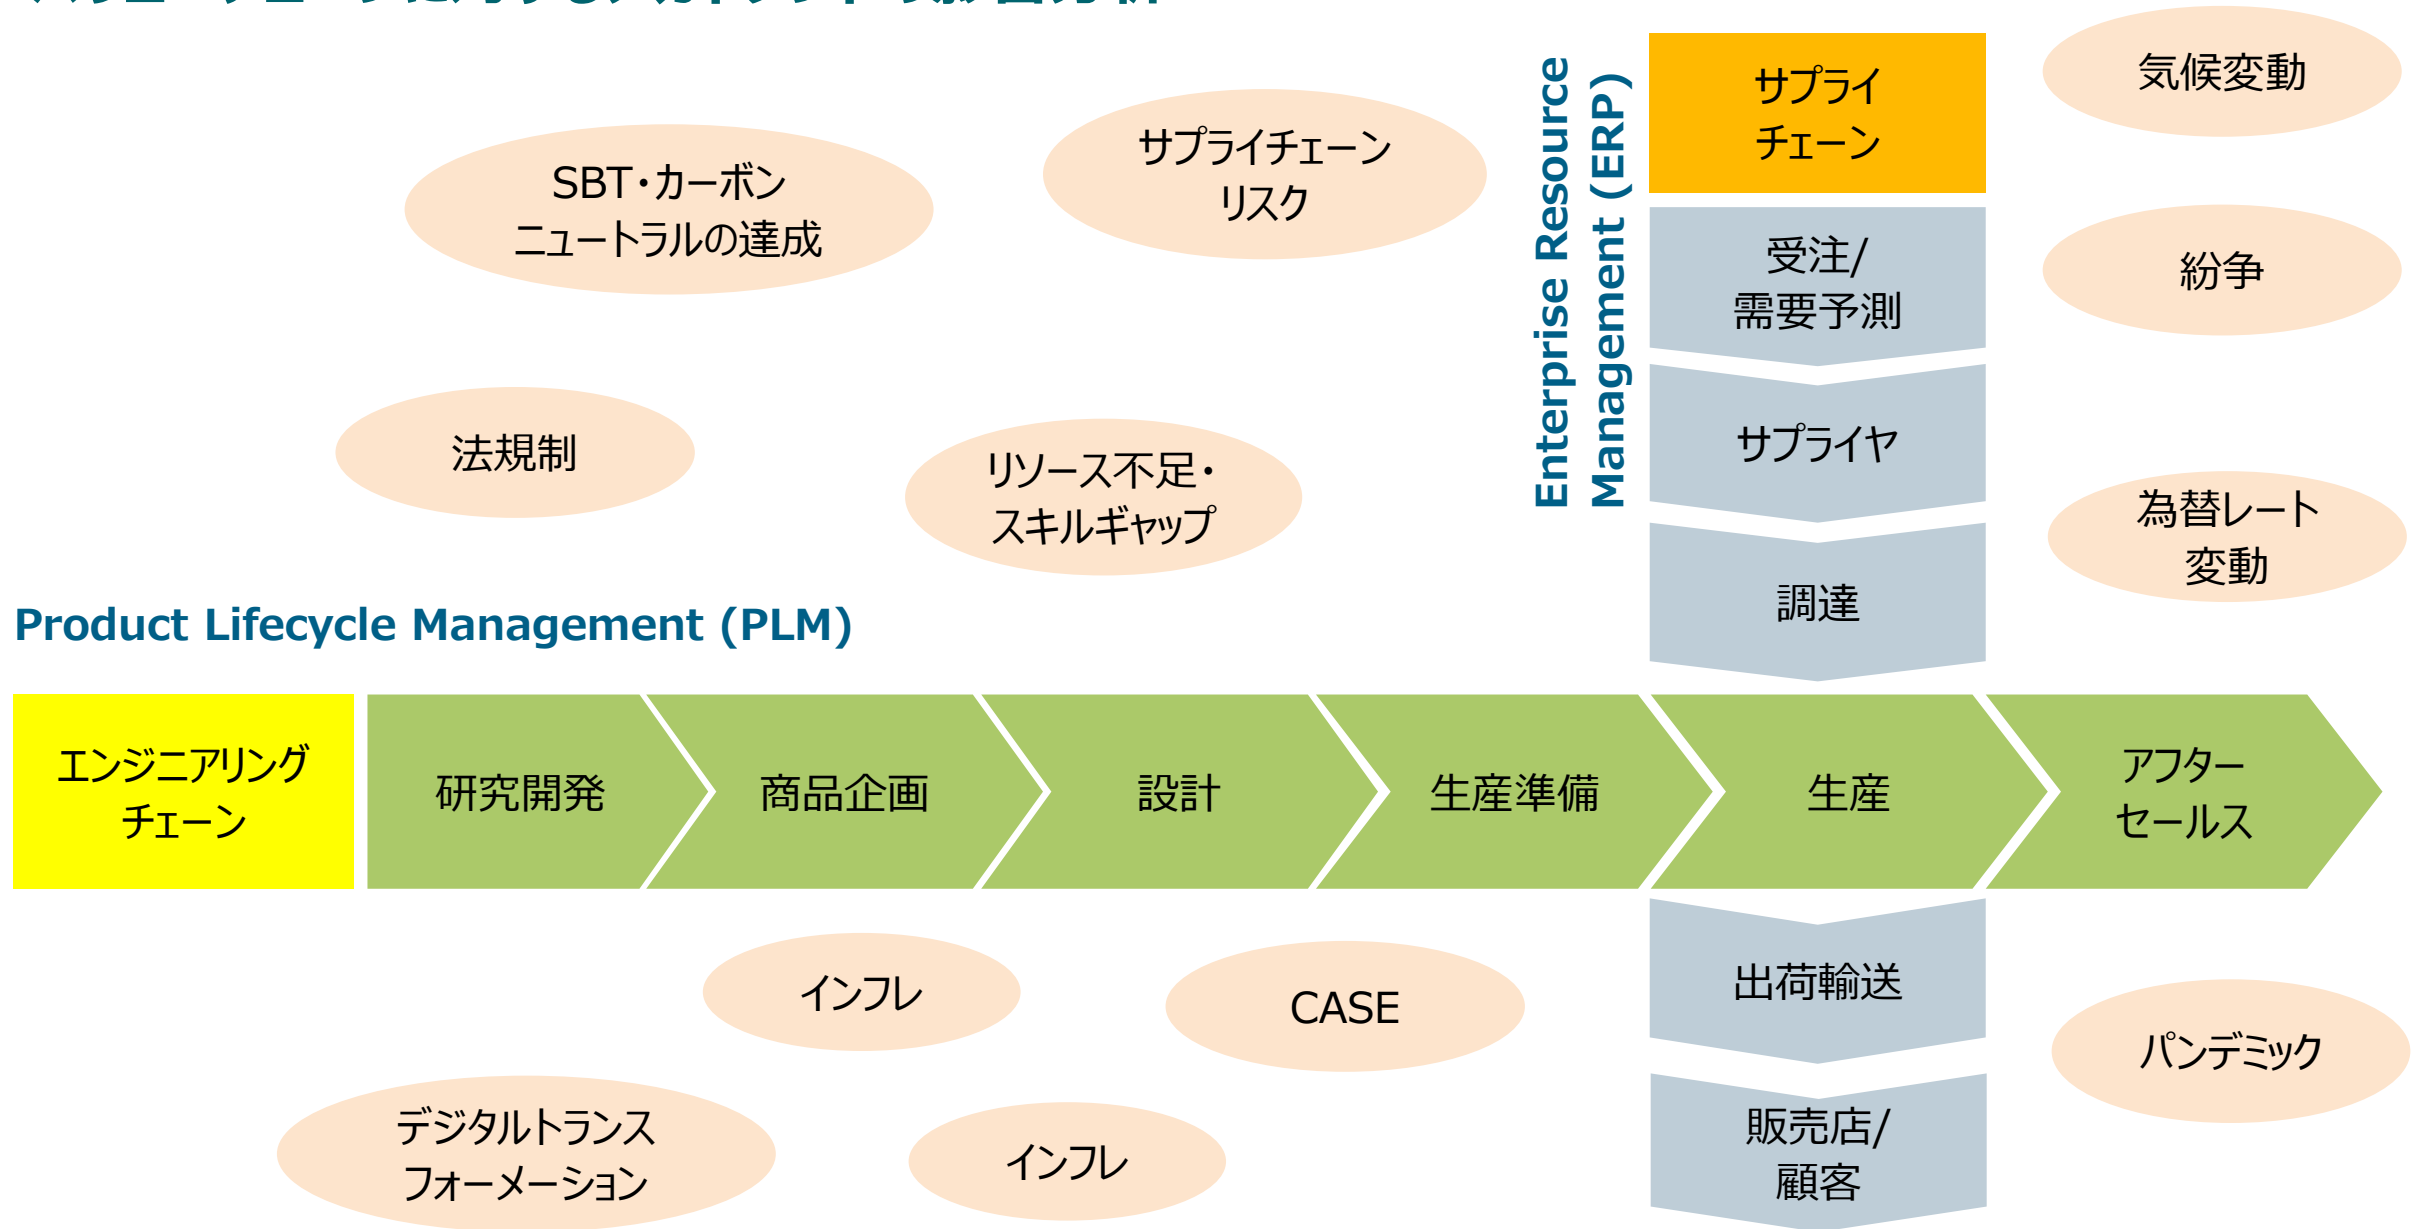 気候変動
サプライ
チェーン
Enterprise Resource
Management (ERP)
サプライチェーン
リスク
SBT・カーボン
ニュートラルの達成
受注/
需要予測
紛争
法規制
リソース不足・
スキルギャップ
サプライヤ
為替レート
変動
調達
Product Lifecycle Management (PLM)
エンジニアリング
チェーン
研究開発
商品企画
設計
生産準備
生産
アフター
セールス
インフレ
CASE
出荷輸送
パンデミック
デジタルトランス
フォーメーション
インフレ
販売店/
顧客